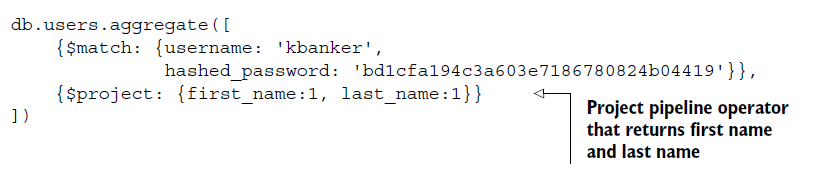 db.users.aggregate([
{$match: {username: 'kbanker',
hashed_password: 'bd1cfa194c3a603e7186780824b04419'}},
{$project: {first_name:1, last_name:1}}
])
Project pipeline operator
that returns first name
and last name